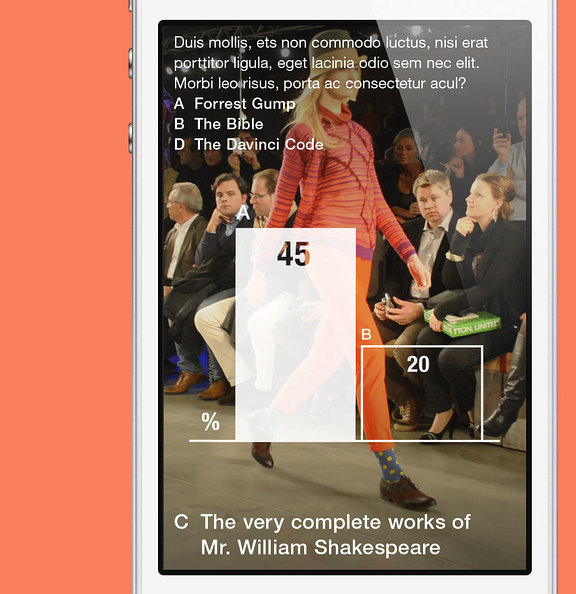 Duis mollis, ets non commodo luctus, nisi erat
porttitor ligula, eget lacinia odio sem nec elit.
Morbi leo risus, porta ac consectetur acul?
A Forrest Gump
B The Bible
D The Davinci Code
A
45
B
20
TTON. UNITED
%
C The very complete works of
Mr. William Shakespeare